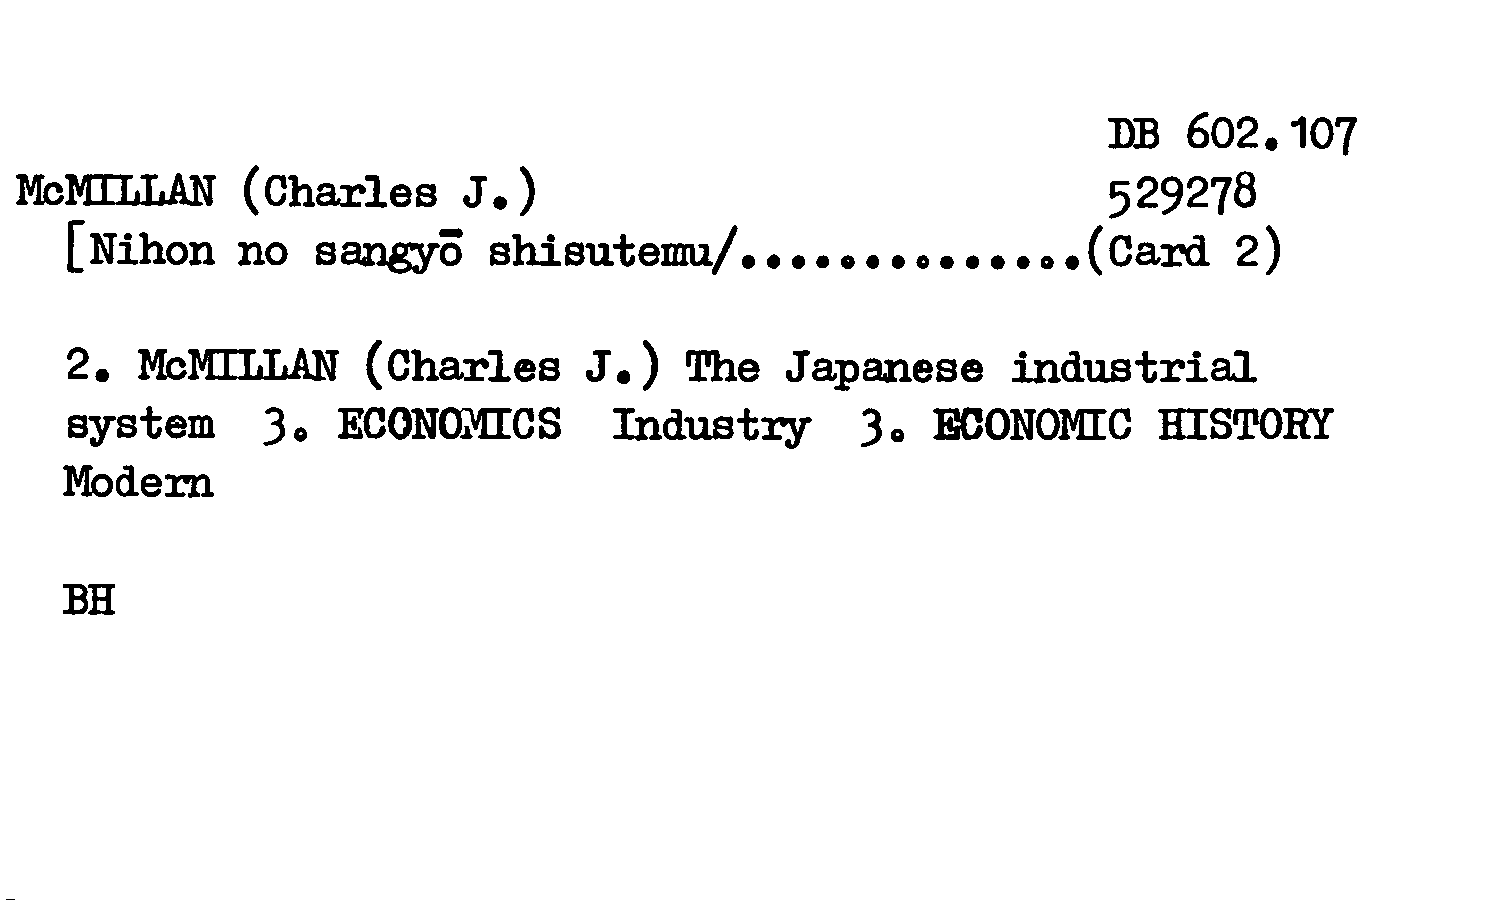 DB 602.107
McMILLAN (Charles J.) 529278
[Nihon no sangyō shisutemu/..............(Card 2)
2. McMILLAN (Charles J.) The Japanese industrial
system 3. ECONOMICS Industry 3. ECONOMIC HISTORY
Modern
BH